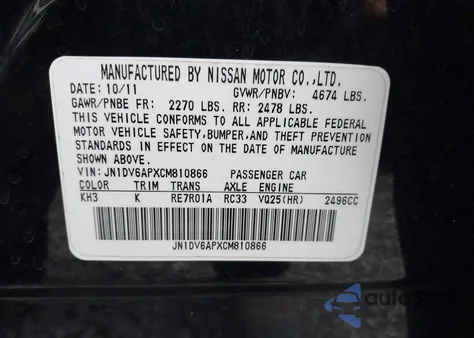 MANUFACTURED BY NISSAN MOTOR CO.,LTD.
DATE: 10/11 GVWR/PNBV: 4674 LBS.
GAWR/PNBE FR: 2270 LBS. RR: 2478 LBS.
THIS VEHICLE CONFORMS TO ALL APPLICABLE FEDERAL
MOTOR VEHICLE SAFETY,BUMPER,AND THEFT PREVENTION
STANDARDS IN EFFECT ON THE DATE OF MANUFACTURE
SHOWN ABOVE.
VIN: JN1DV6APXCM810866 PASSENGER CAR
COLOR TRIM TRANS AXLE ENGINE
KH3 K RE7R01A RC33 VQ25(HR) 2496CC
JN1DV6APXCM810866